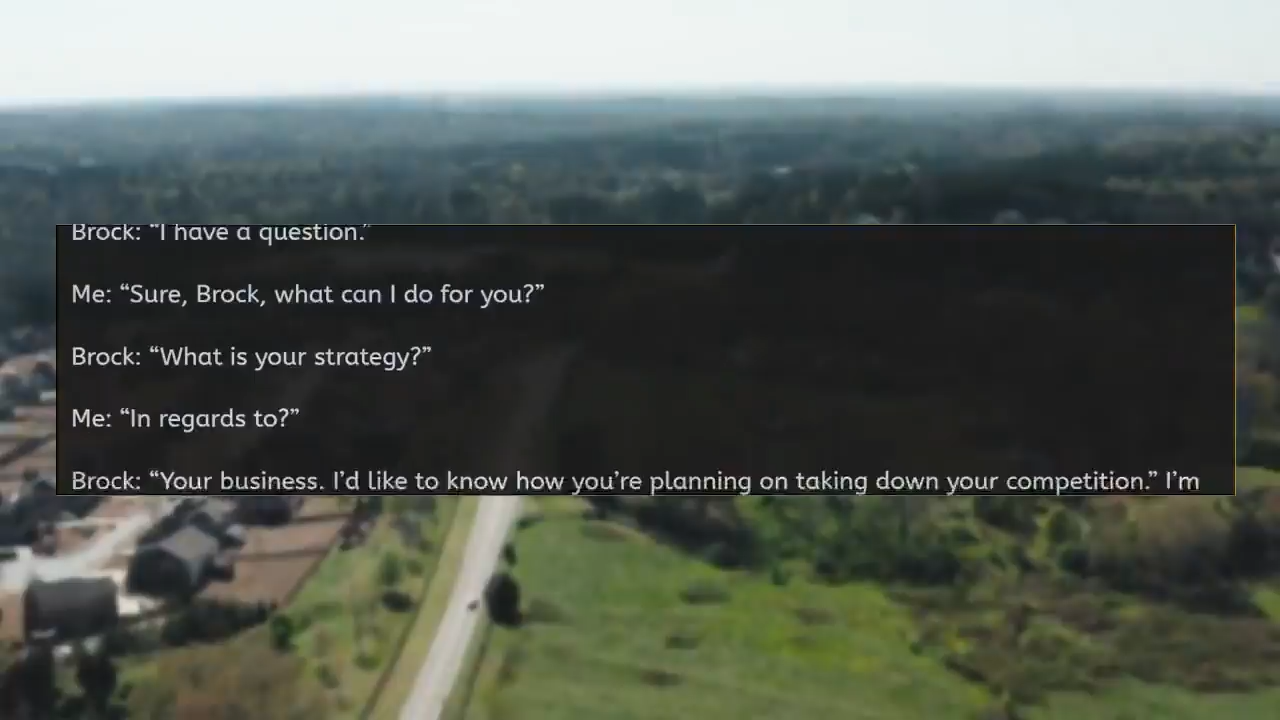 Brock: “I have a question.”
Me: “Sure, Brock, what can I do for you?”
Brock: “What is your strategy?”
Me: “In regards to?”
Brock: “Your business. I’d like to know how you’re planning on taking down your competition.” I’m